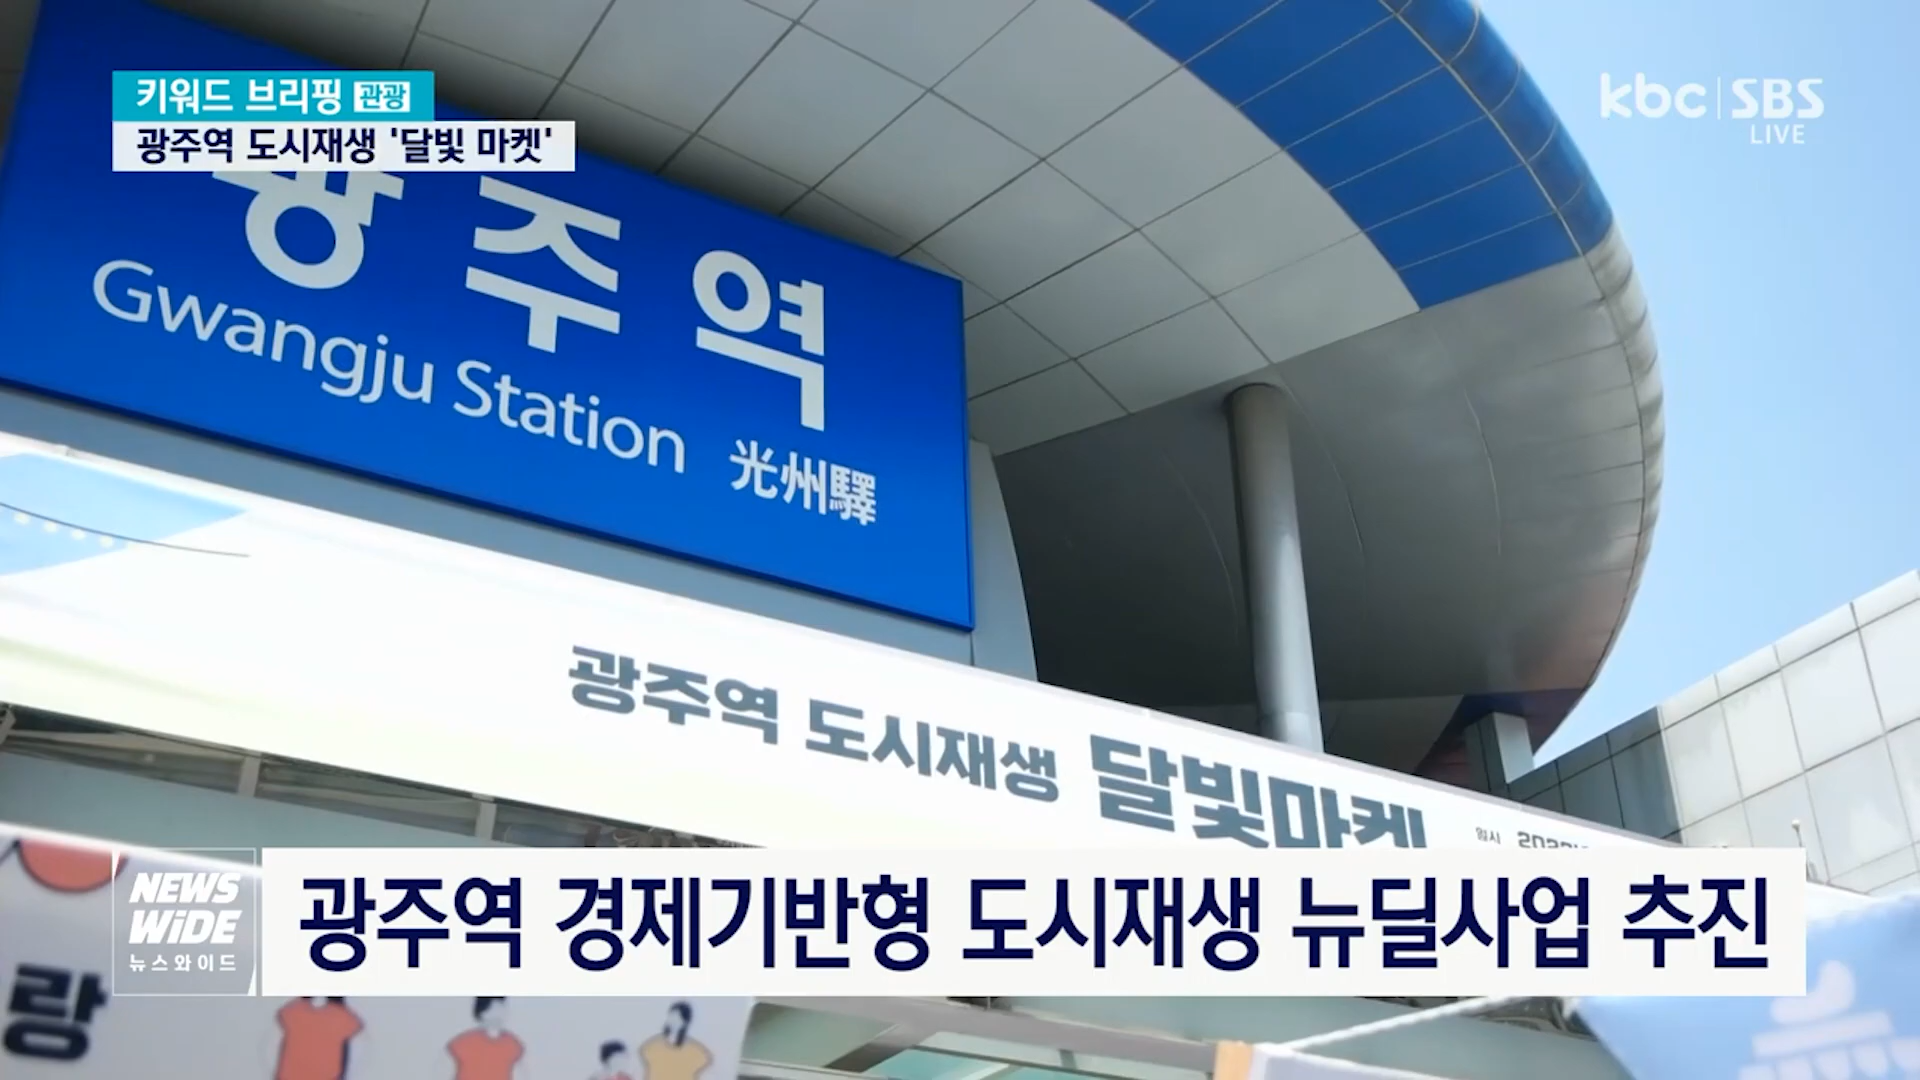 키워드 브리핑 관광
광주역 도시재생 '달빛 마켓'
kbc SBS
LIVE
광주역
Gwangju Station 光州驛
광주역 도시재생 달빛마켓 일시
NEWS
WiDE
뉴스와이드
광주역 경제기반형 도시재생 뉴딜사업 추진
랑